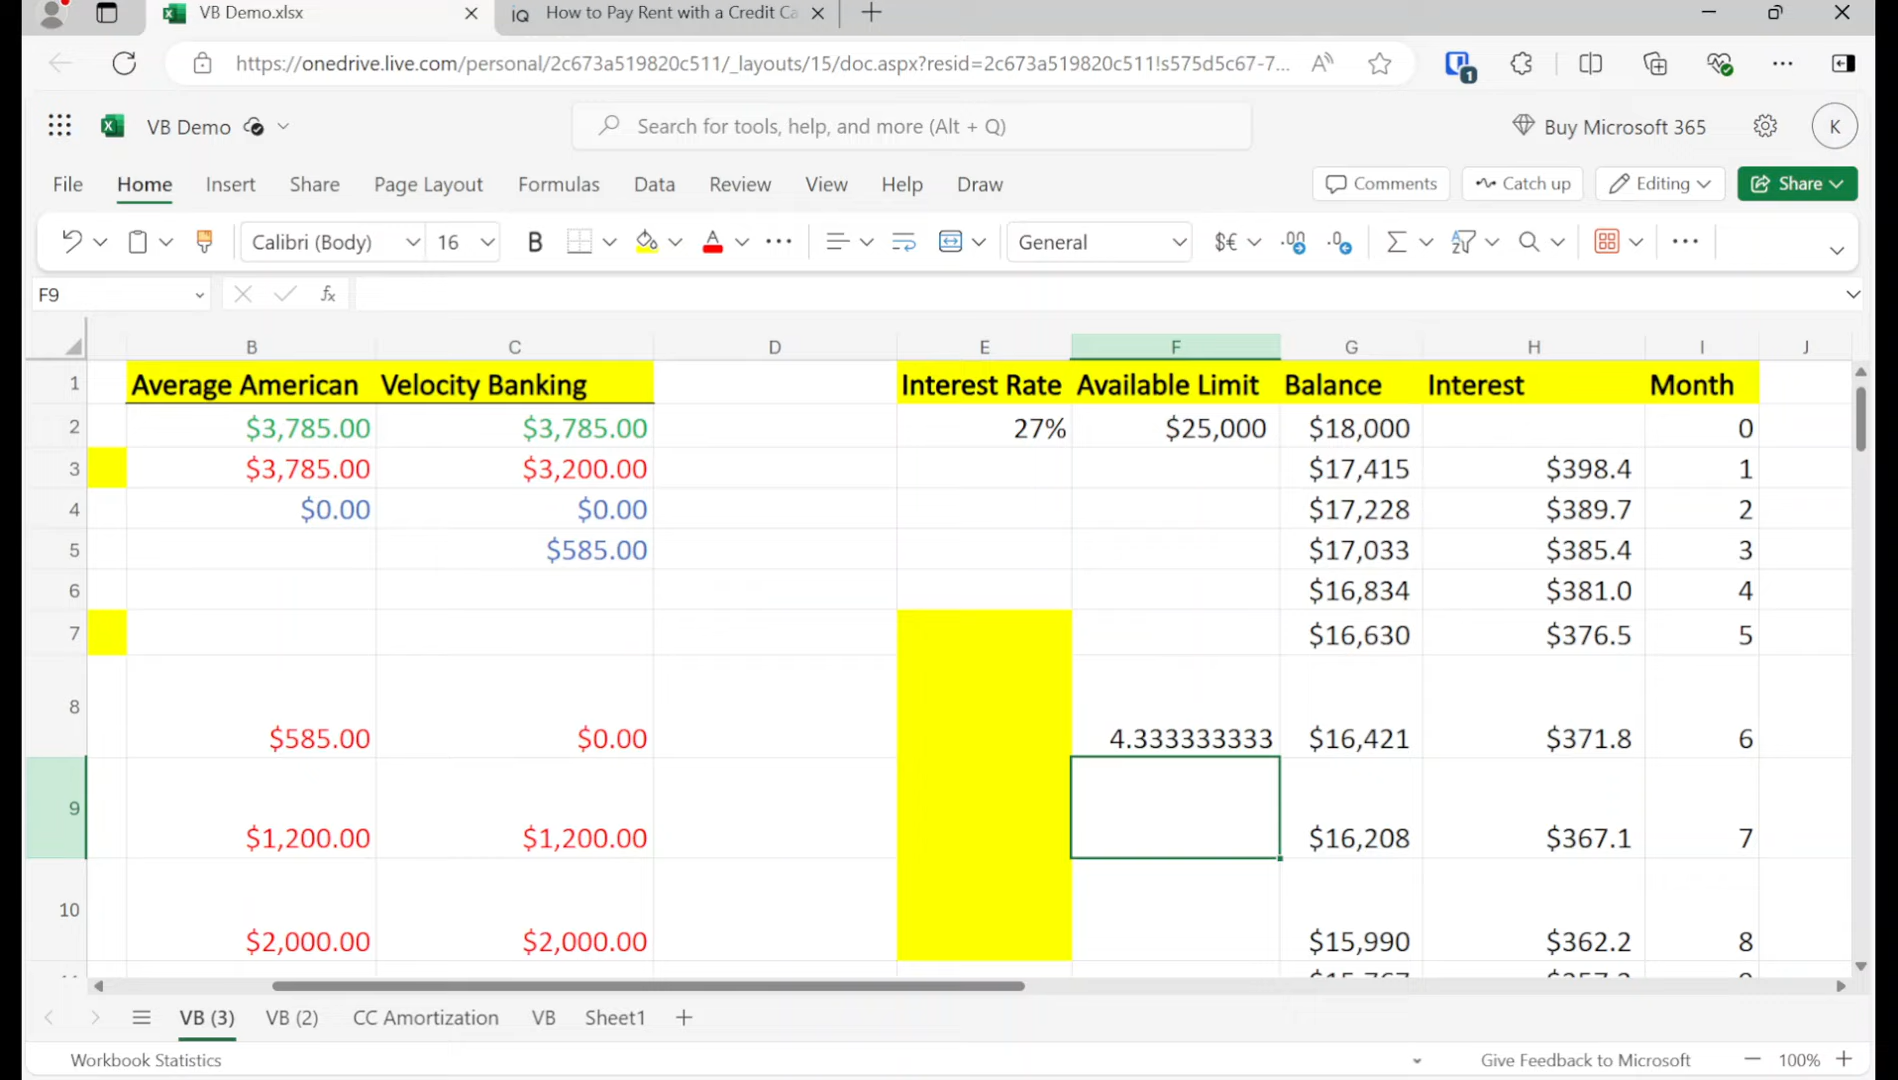 VB Demo.xlsx
iQ How to Pay Rent with a Credit Ca
https://onedrive.live.com/personal/2c673a519820c511/_layouts/15/doc.aspx?resid=2c673a519820c511!s575d5c67-7...
1
VB Demo
Search for tools, help, and more (Alt + Q)
Buy Microsoft 365
K
File Home Insert Share Page Layout Formulas Data Review View Help Draw
Comments Catch up Editing Share
Calibri (Body) 16 B A General $€ .00 .0
F9 fx
B C D E F G H I J
1 Average American Velocity Banking Interest Rate Available Limit Balance Interest Month
2 $3,785.00 $3,785.00 27% $25,000 $18,000 0
3 $3,785.00 $3,200.00 $17,415 $398.4 1
4 $0.00 $0.00 $17,228 $389.7 2
5 $585.00 $17,033 $385.4 3
6 $16,834 $381.0 4
7 $16,630 $376.5 5
8 $585.00 $0.00 4.333333333 $16,421 $371.8 6
9 $1,200.00 $1,200.00 $16,208 $367.1 7
10 $2,000.00 $2,000.00 $15,990 $362.2 8
VB (3) VB (2) CC Amortization VB Sheet1
Workbook Statistics Give Feedback to Microsoft 100%